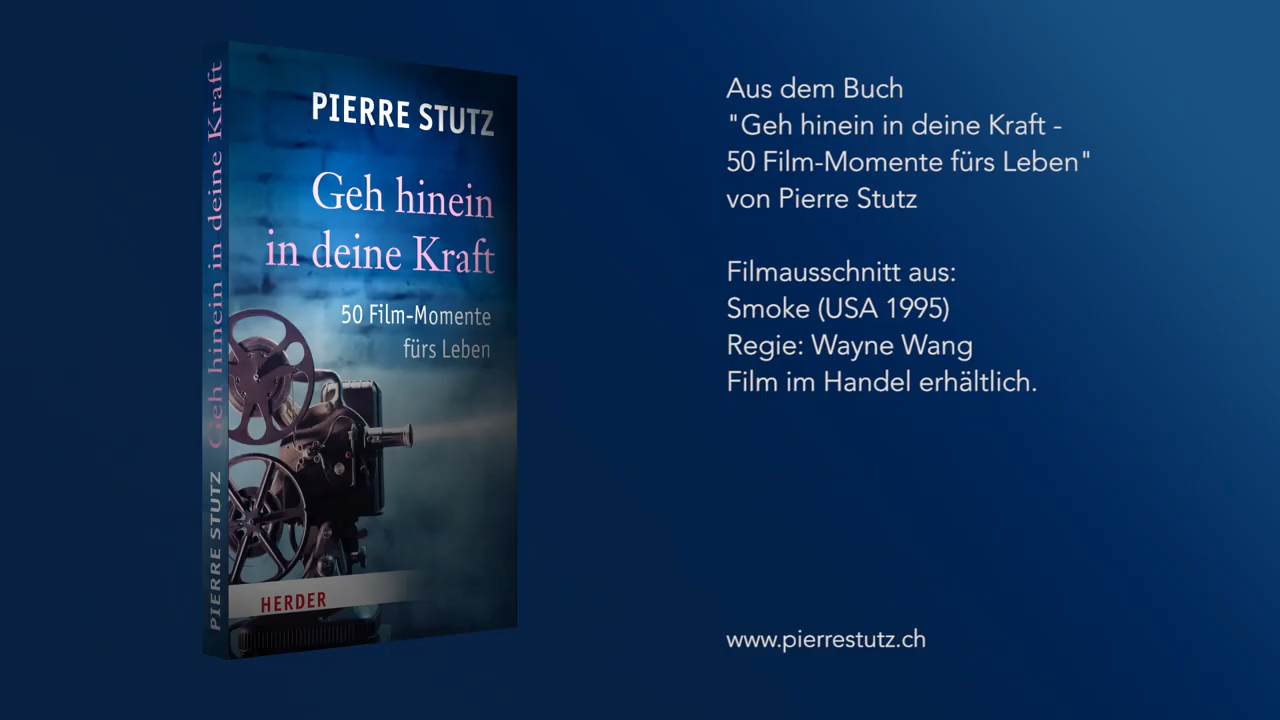 PIERRE STUTZ
Geh hinein
in deine Kraft
50 Film-Momente
fürs Leben
HERDER
PIERRE STUTZ Geh hinein in deine Kraft
Aus dem Buch
"Geh hinein in deine Kraft -
50 Film-Momente fürs Leben"
von Pierre Stutz
Filmausschnitt aus:
Smoke (USA 1995)
Regie: Wayne Wang
Film im Handel erhältlich.
www.pierrestutz.ch